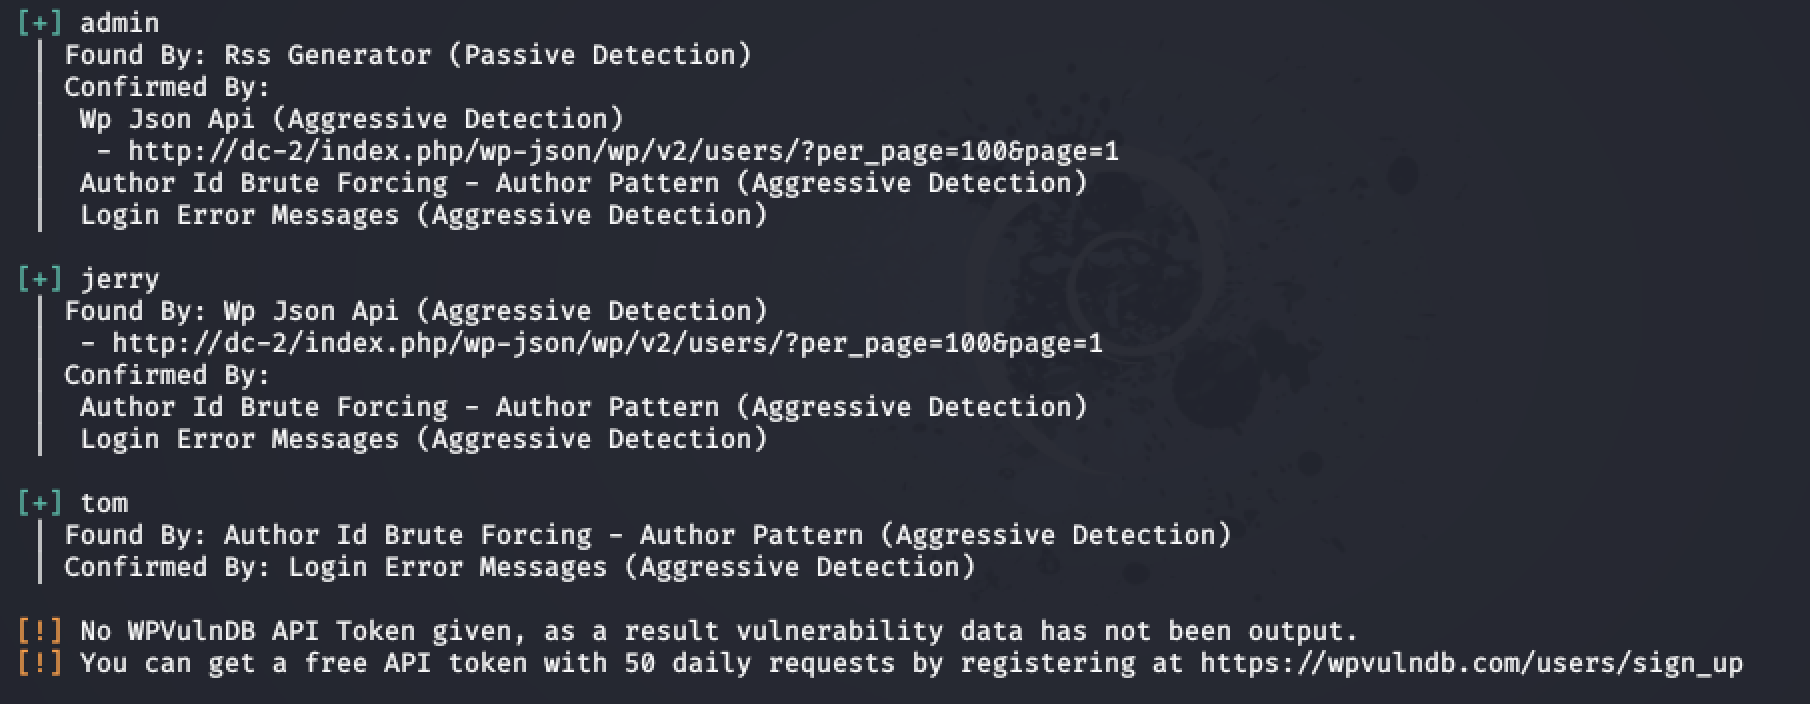 [+] admin
| Found By: Rss Generator (Passive Detection)
| Confirmed By:
|  Wp Json Api (Aggressive Detection)
|   - http://dc-2/index.php/wp-json/wp/v2/users/?per_page=100&page=1
|  Author Id Brute Forcing - Author Pattern (Aggressive Detection)
|  Login Error Messages (Aggressive Detection)
[+] jerry
| Found By: Wp Json Api (Aggressive Detection)
|  - http://dc-2/index.php/wp-json/wp/v2/users/?per_page=100&page=1
| Confirmed By:
|  Author Id Brute Forcing - Author Pattern (Aggressive Detection)
|  Login Error Messages (Aggressive Detection)
[+] tom
| Found By: Author Id Brute Forcing - Author Pattern (Aggressive Detection)
| Confirmed By: Login Error Messages (Aggressive Detection)
[!] No WPVulnDB API Token given, as a result vulnerability data has not been output.
[!] You can get a free API token with 50 daily requests by registering at https://wpvulndb.com/users/sign_up